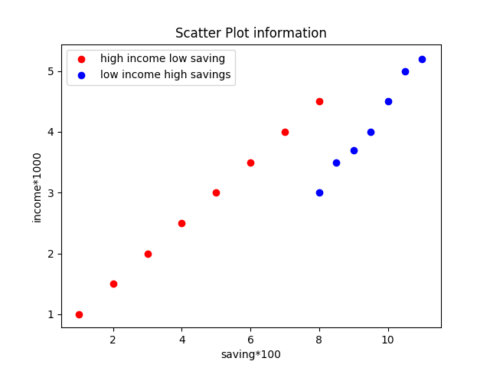 Scatter Plot information
high income low saving
low income high savings
income*1000
5
4
3
2
1
2 4 6 8 10
saving*100